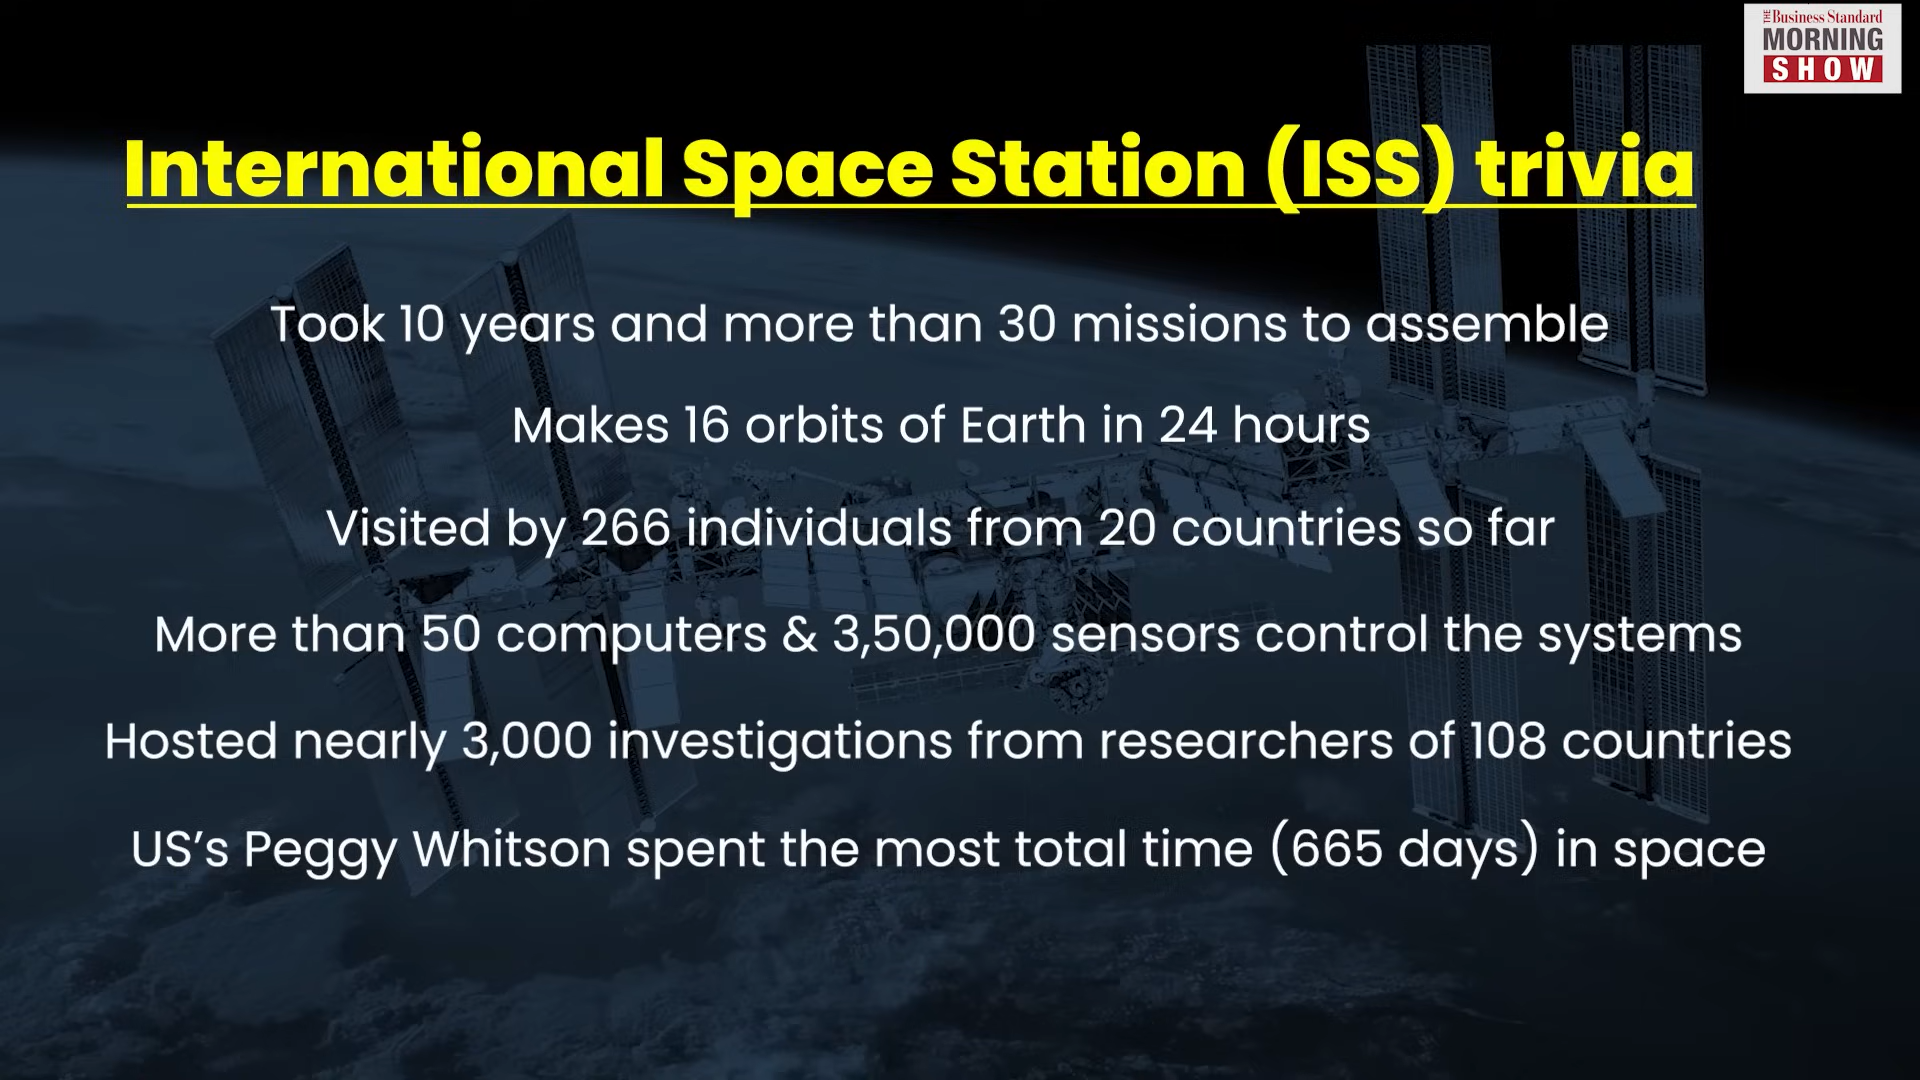 THE Business Standard
MORNING
SHOW
International Space Station (ISS) trivia
Took 10 years and more than 30 missions to assemble
Makes 16 orbits of Earth in 24 hours
Visited by 266 individuals from 20 countries so far
More than 50 computers & 3,50,000 sensors control the systems
Hosted nearly 3,000 investigations from researchers of 108 countries
US’s Peggy Whitson spent the most total time (665 days) in space